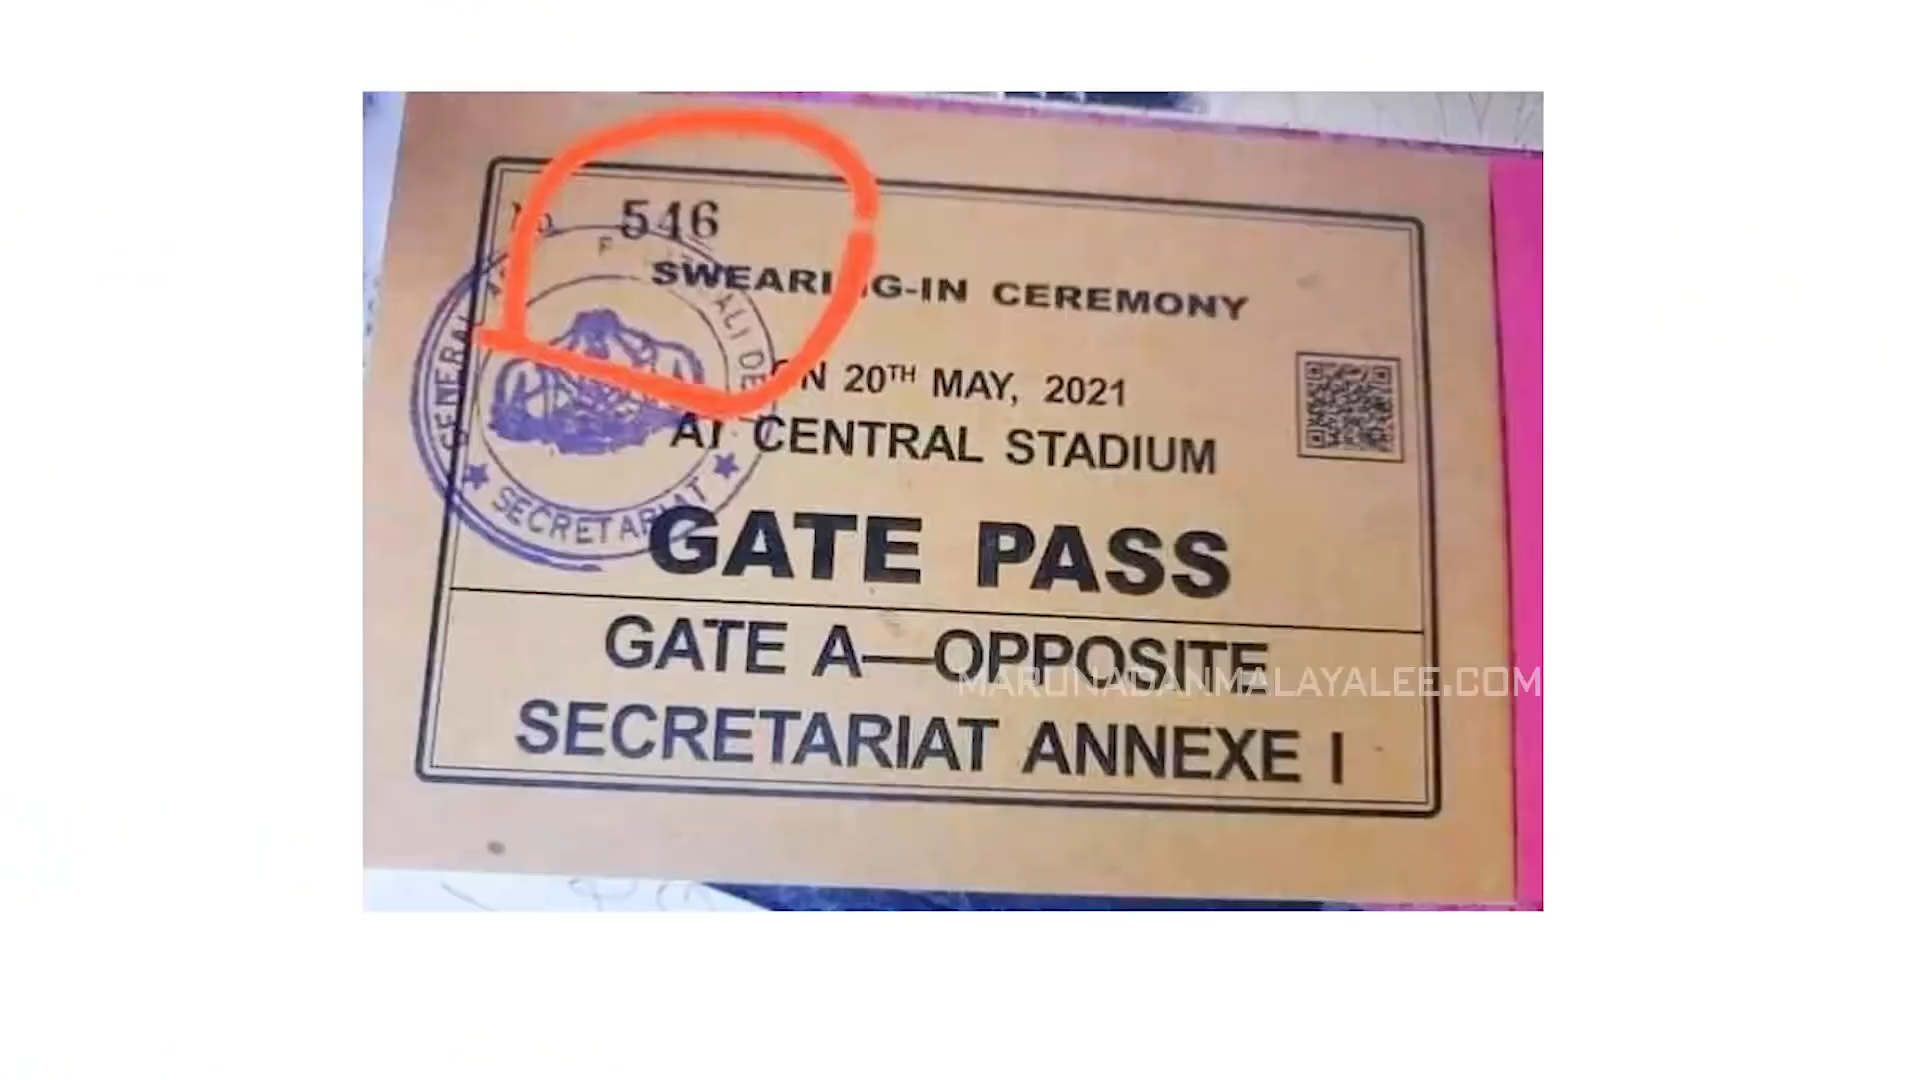 No. 546
SWEARING-IN CEREMONY
ON 20TH MAY, 2021
AT CENTRAL STADIUM
GATE PASS
GATE A—OPPOSITE
SECRETARIAT ANNEXE I
GENERAL
SECRETARIAT
MARUNADANMALAYALEE.COM